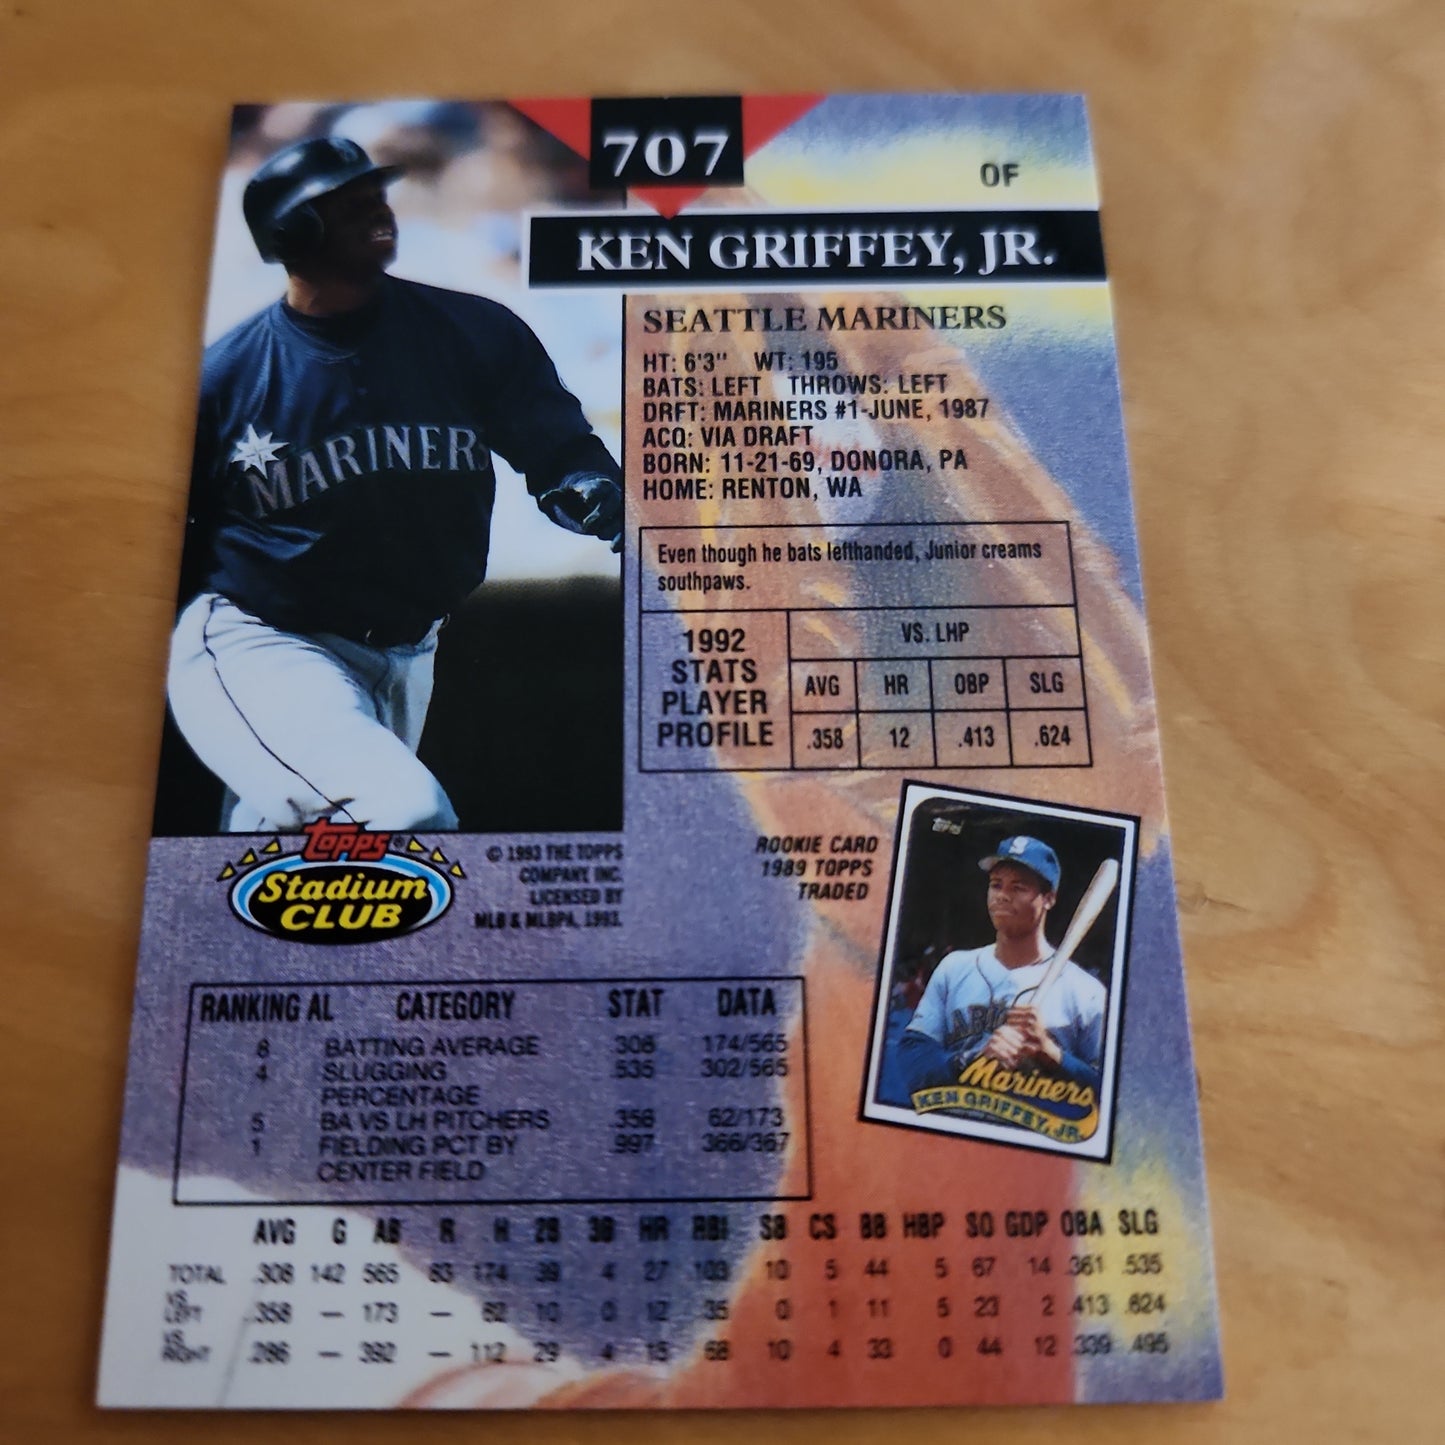 707
OF
KEN GRIFFEY, JR.
SEATTLE MARINERS
HT: 6'3" WT: 195
BATS: LEFT THROWS: LEFT
DRFT: MARINERS #1-JUNE, 1987
ACQ: VIA DRAFT
BORN: 11-21-69, DONORA, PA
HOME: RENTON, WA
MARINERS
Even though he bats lefthanded, Junior creams
southpaws.
1992
STATS
PLAYER
PROFILE
VS. LHP
AVG HR OBP SLG
.358 12 .413 .624
Topps®
Stadium
CLUB
© 1993 THE TOPPS
COMPANY, INC.
LICENSED BY
MLB & MLBPA, 1993.
ROOKIE CARD
1989 TOPPS
TRADED
Topps
Mariners
KEN GRIFFEY, JR.
RANKING AL CATEGORY STAT DATA
6 BATTING AVERAGE .308 174/565
4 SLUGGING .535 302/565
PERCENTAGE
5 BA VS LH PITCHERS .358 62/173
1 FIELDING PCT BY .997 366/367
CENTER FIELD
AVG G AB R H 2B 3B HR RBI SB CS BB HBP SO GDP OBA SLG
TOTAL .308 142 565 83 174 39 4 27 103 10 5 44 5 67 14 .361 .535
VS.
LEFT .358 — 173 — 62 10 0 12 35 0 1 11 5 23 2 .413 .624
VS.
RIGHT .286 — 392 — 112 29 4 15 68 10 4 33 0 44 12 .339 .495